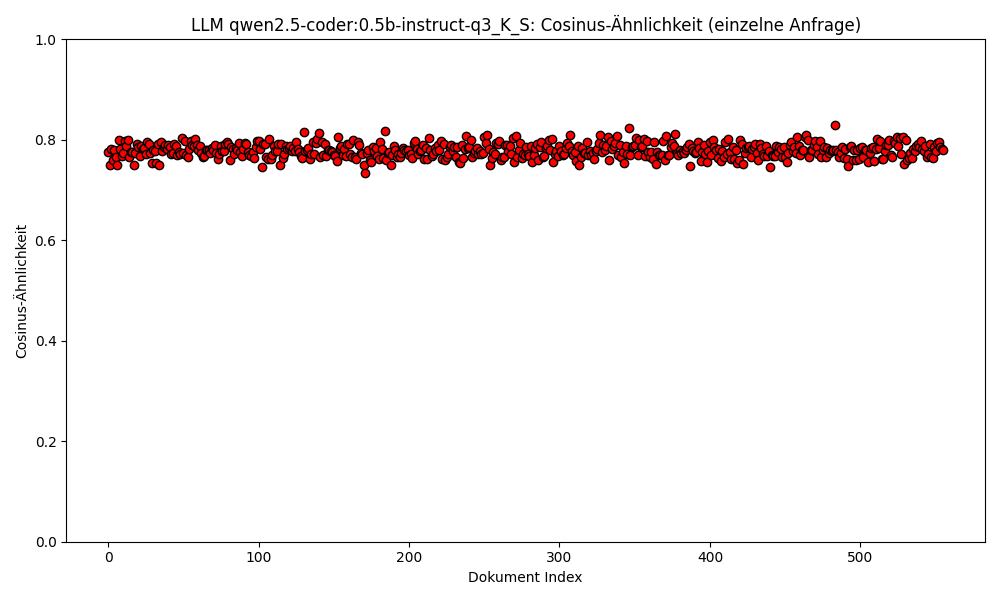 LLM qwen2.5-coder:0.5b-instruct-q3_K_S: Cosinus-Ähnlichkeit (einzelne Anfrage)
1.0
0.8
0.6
0.4
0.2
0.0
Cosinus-Ähnlichkeit
0 100 200 300 400 500
Dokument Index